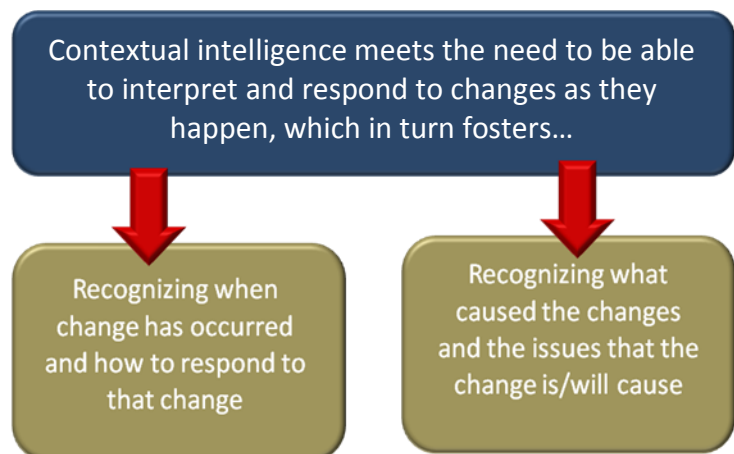 Contextual intelligence meets the need to be able
to interpret and respond to changes as they
happen, which in turn fosters…
Recognizing when
change has occurred
and how to respond to
that change
Recognizing what
caused the changes
and the issues that the
change is/will cause